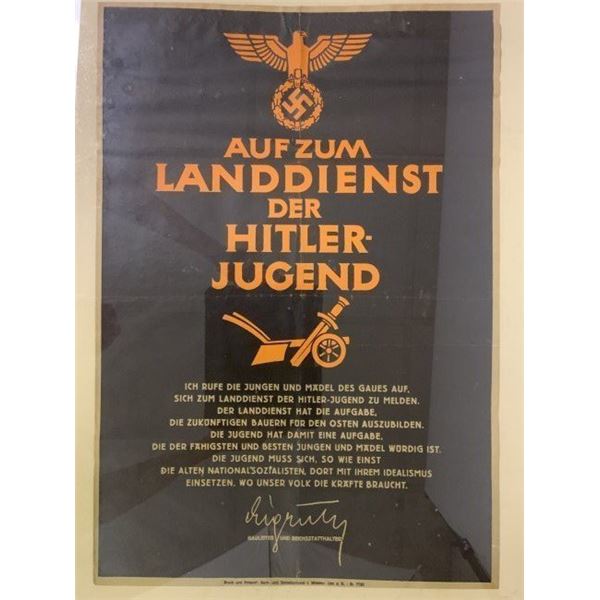 AUF ZUM
LANDDIENST
DER
HITLER-
JUGEND
ICH RUFE DIE JUNGEN UND MÄDEL DES GAUES AUF,
SICH ZUM LANDDIENST DER HITLER-JUGEND ZU MELDEN.
DER LANDDIENST HAT DIE AUFGABE,
DIE ZUKÜNFTIGEN BAUERN FÜR DEN OSTEN AUSZUBILDEN.
DIE JUGEND HAT DAMIT EINE AUFGABE,
DIE DER FÄHIGSTEN UND BESTEN JUNGEN UND MÄDEL WÜRDIG IST.
DIE JUGEND MUSS SICH, SO WIE EINST
DIE ALTEN NATIONALSOZIALISTEN, DORT MIT IHREM IDEALISMUS
EINSETZEN, WO UNSER VOLK DIE KRÄFTE BRAUCHT.
GAULEITER UND REICHSSTATTHALTER